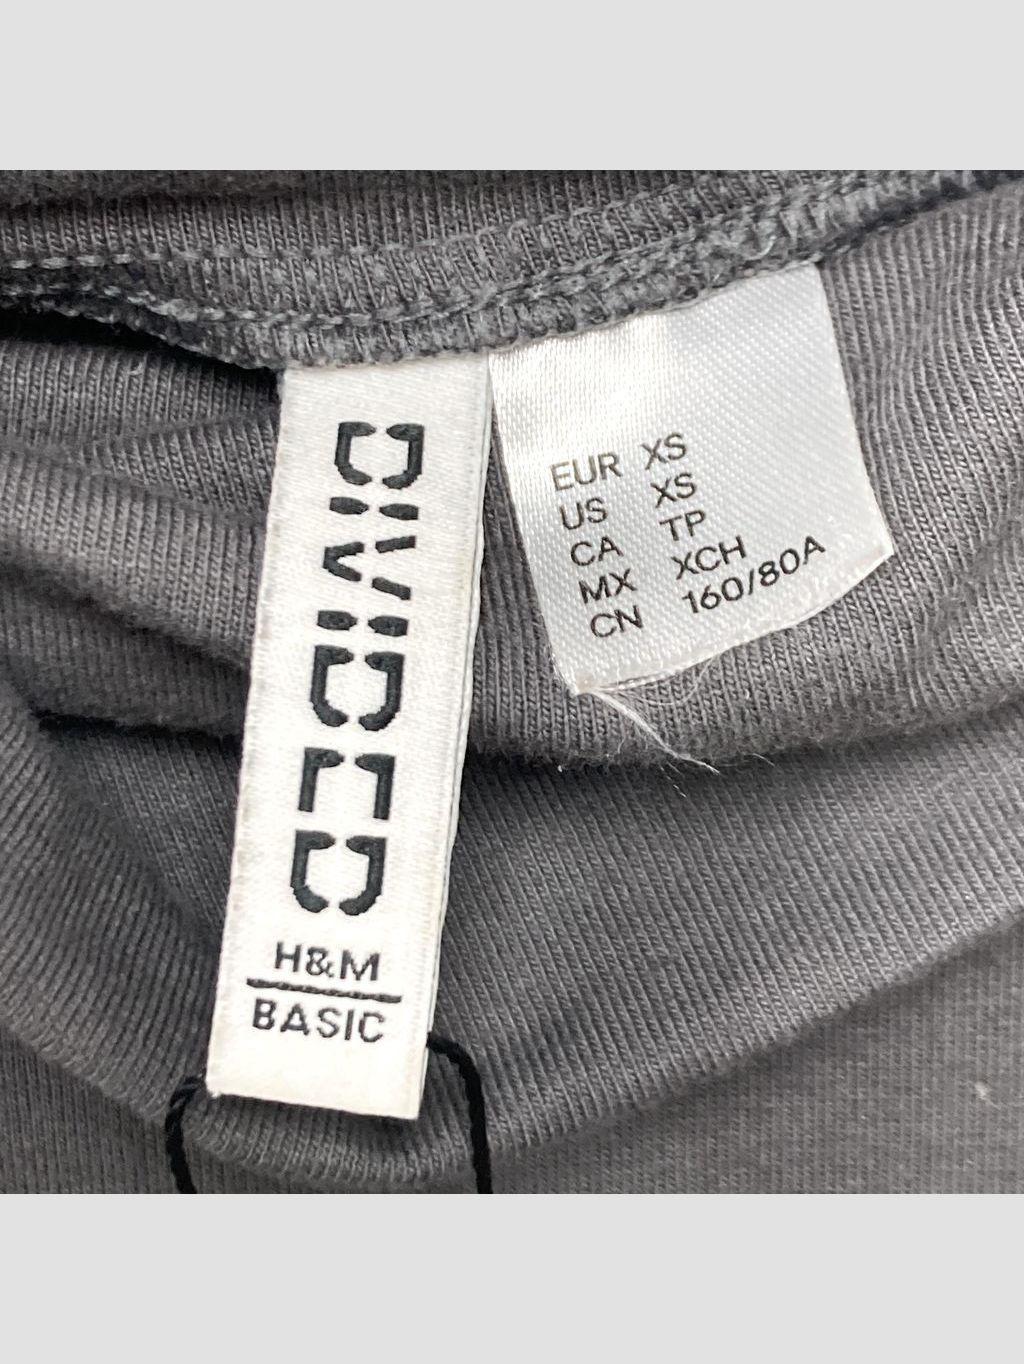 DIVIDED
H&M
BASIC
EUR XS
US XS
CA TP
MX XCH
CN 160/80A